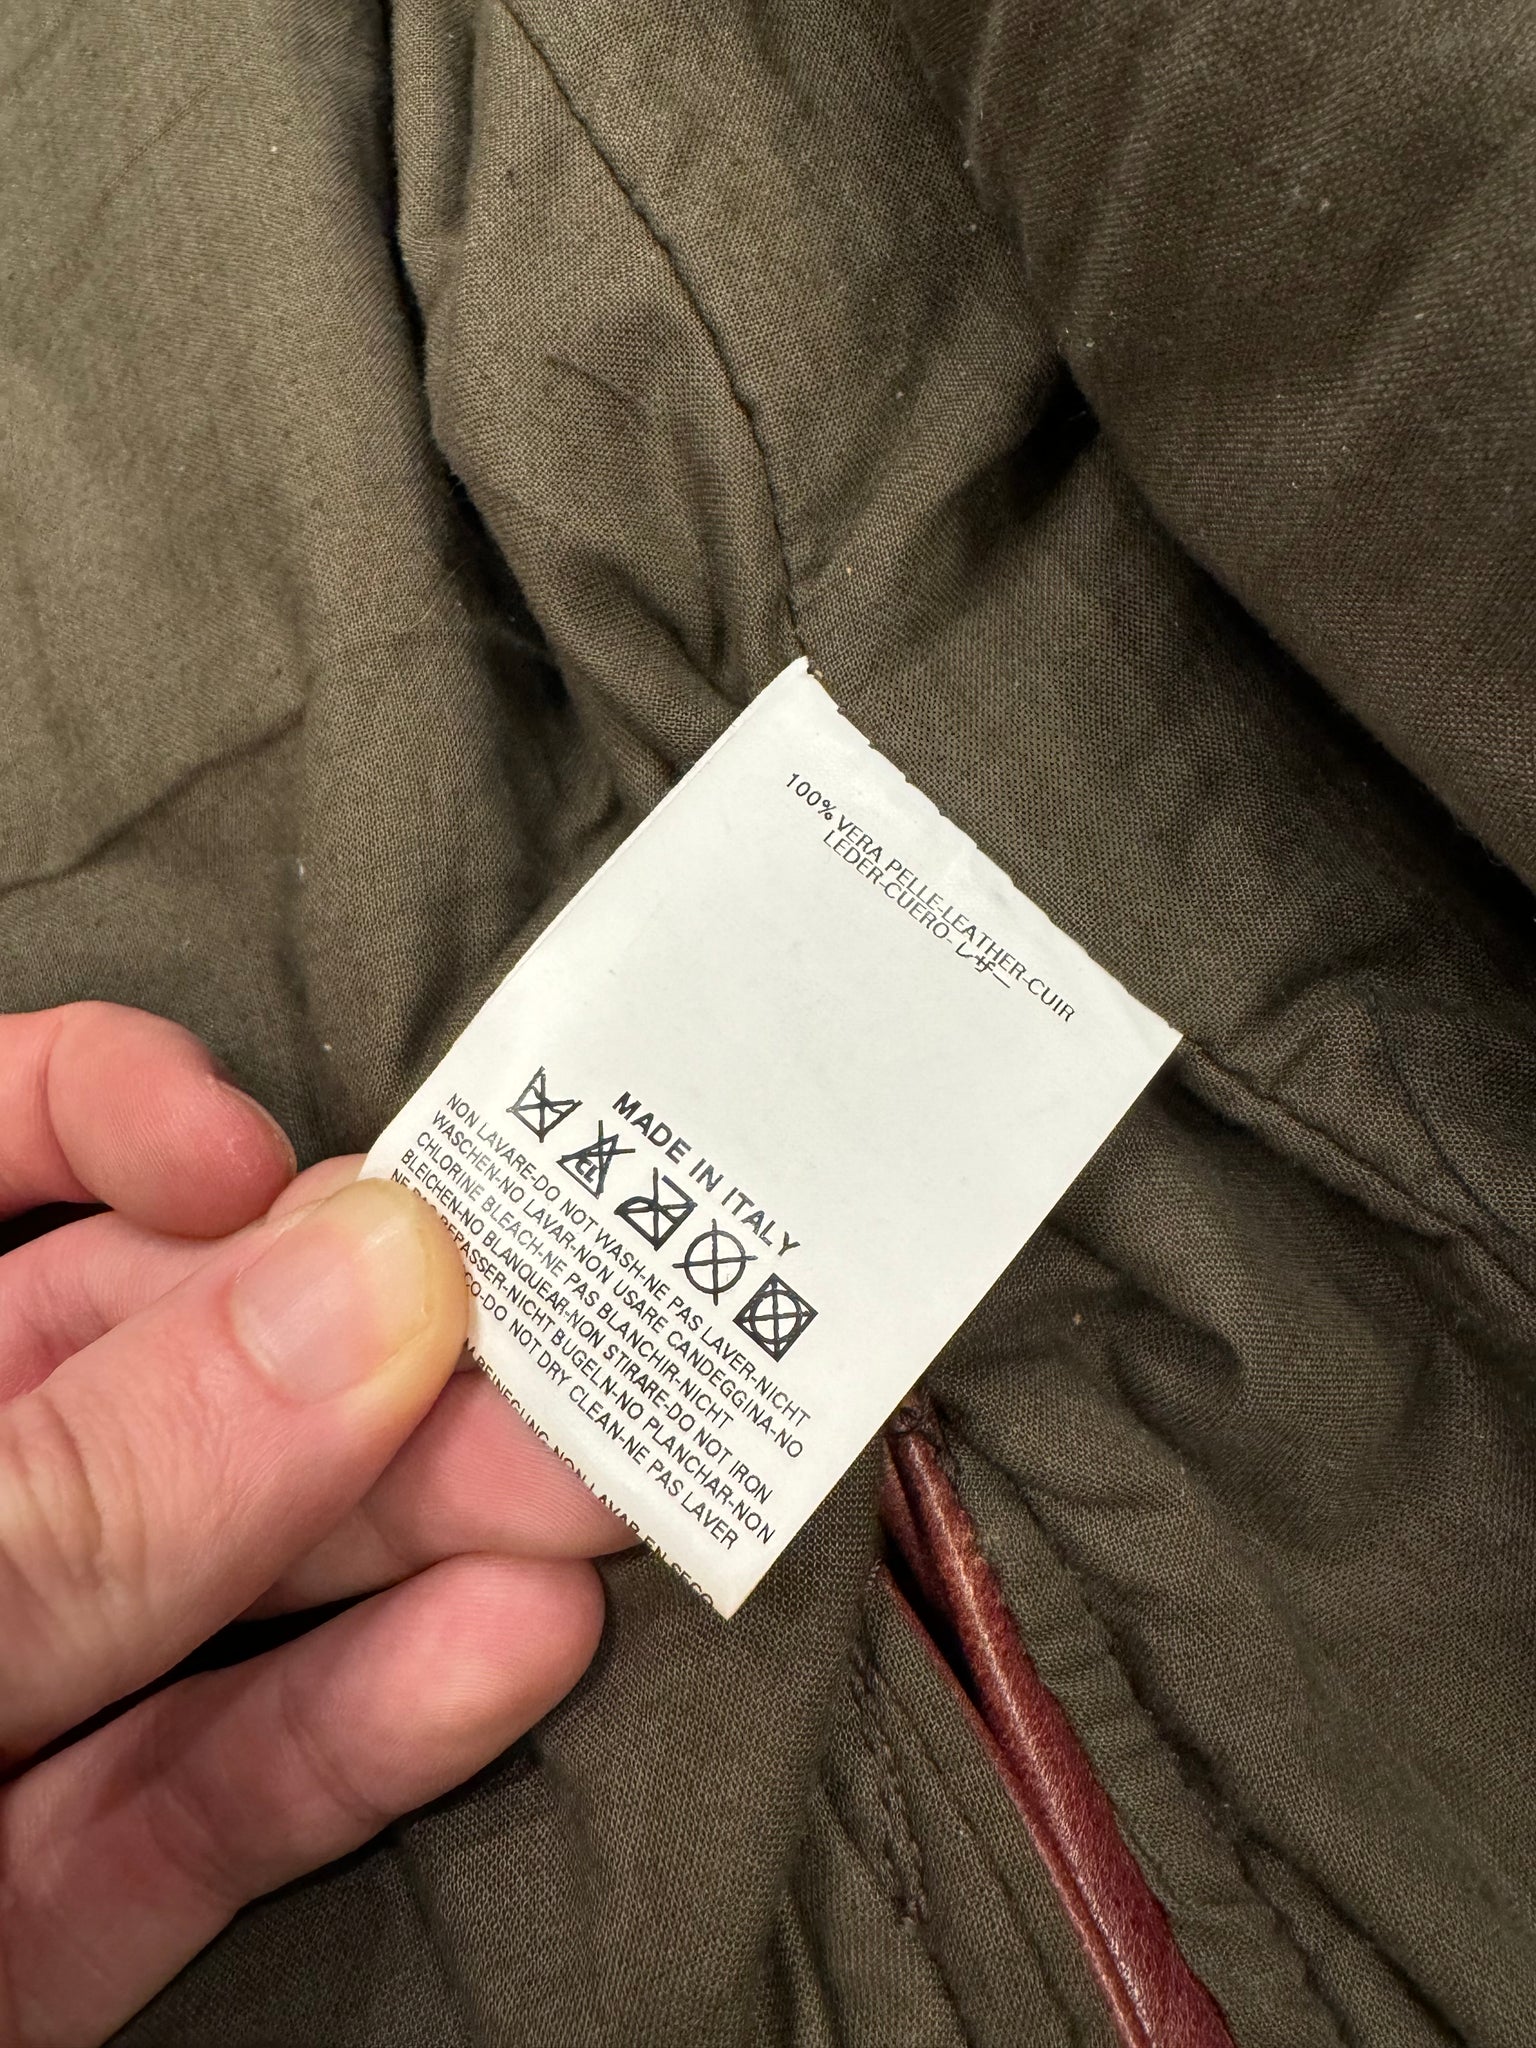 100% VERA PELLE-LEATHER-CUIR
LEDER-CUERO-レザー
MADE IN ITALY
CL
NON LAVARE-DO NOT WASH-NE PAS LAVER-NICHT
WASCHEN-NO LAVAR-NON USARE CANDEGGINA-NO
CHLORINE BLEACH-NE PAS BLANCHIR-NICHT
BLEICHEN-NO BLANQUEAR-NON STIRARE-DO NOT IRON
NE REPASSER-NICHT BUGELN-NO PLANCHAR-NON
DO NOT DRY CLEAN-NE PAS LAVER
NON LAVAR EN SECO